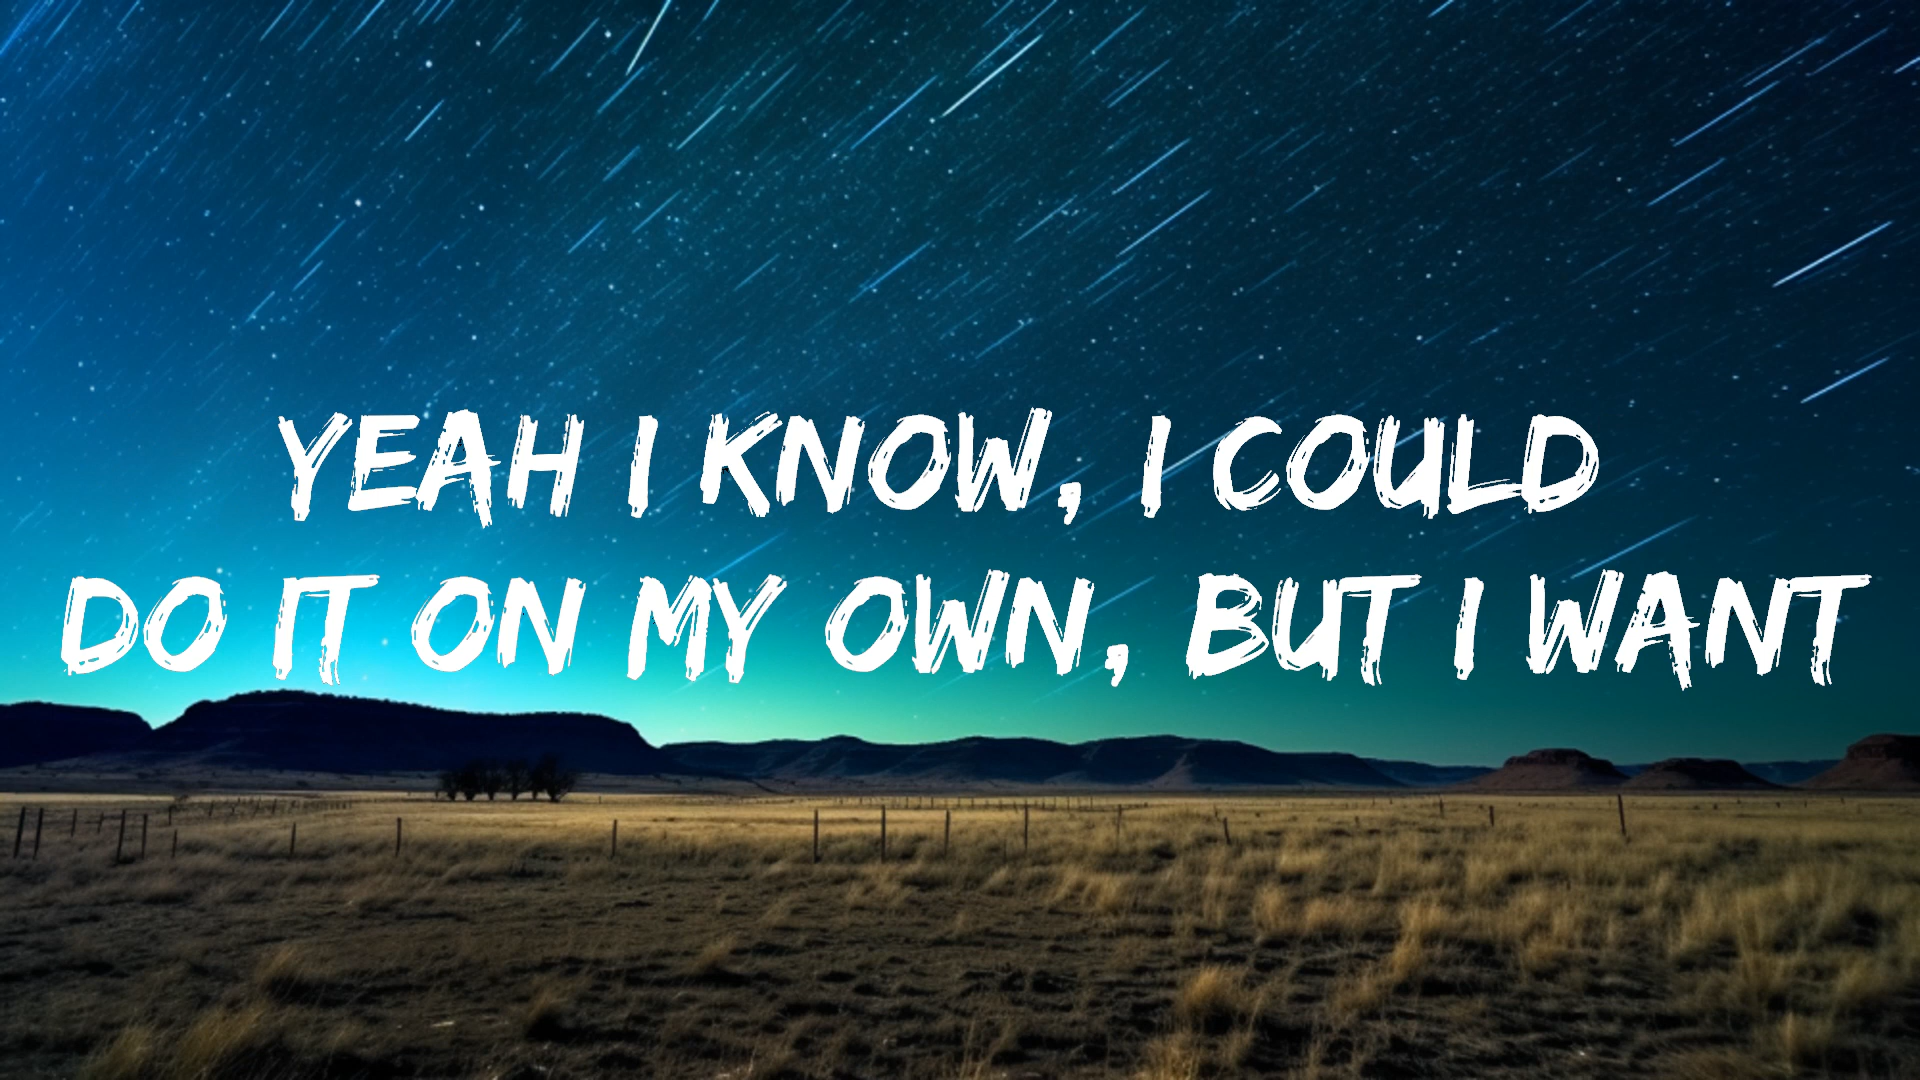 YEAH I KNOW, I COULD
DO IT ON MY OWN, BUT I WANT